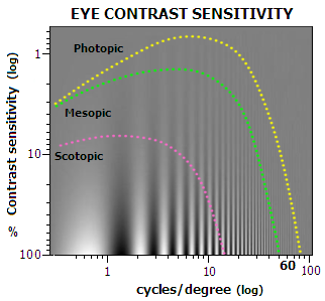 EYE CONTRAST SENSITIVITY
Photopic
Mesopic
Scotopic
% Contrast sensitivity (log)
1
10
100
60
1 10 100
cycles/degree (log)